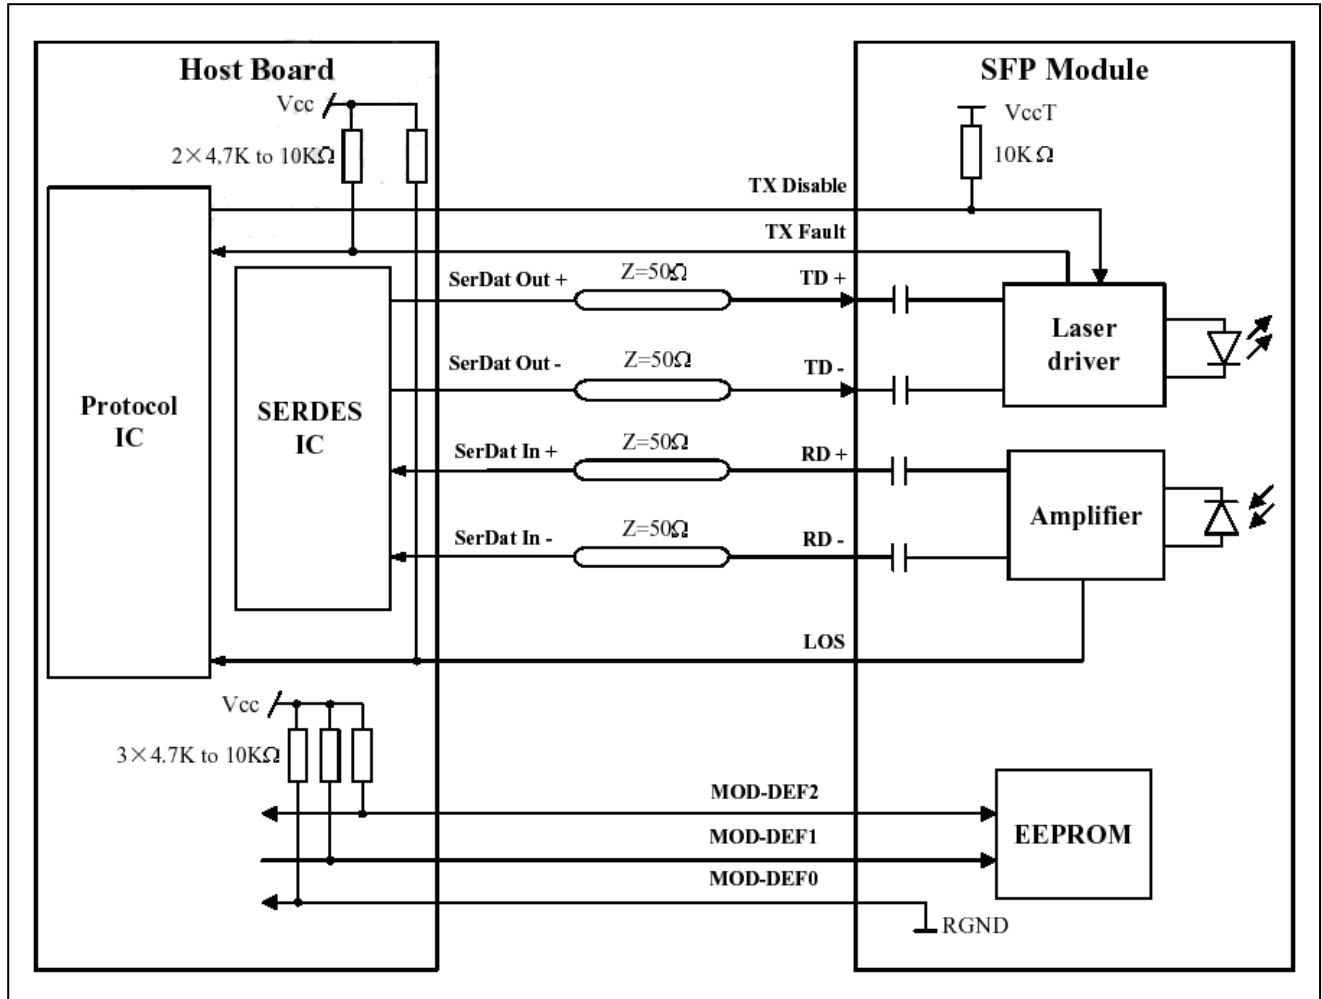 Host Board
SFP Module
Vcc
VccT
2×4.7K to 10KΩ
10KΩ
TX Disable
TX Fault
SerDat Out +
Z=50Ω
TD +
Laser
driver
SerDat Out -
Z=50Ω
TD -
Protocol
IC
SERDES
IC
SerDat In +
Z=50Ω
RD +
Amplifier
SerDat In -
Z=50Ω
RD -
LOS
Vcc
3×4.7K to 10KΩ
MOD-DEF2
MOD-DEF1
EEPROM
MOD-DEF0
RGND